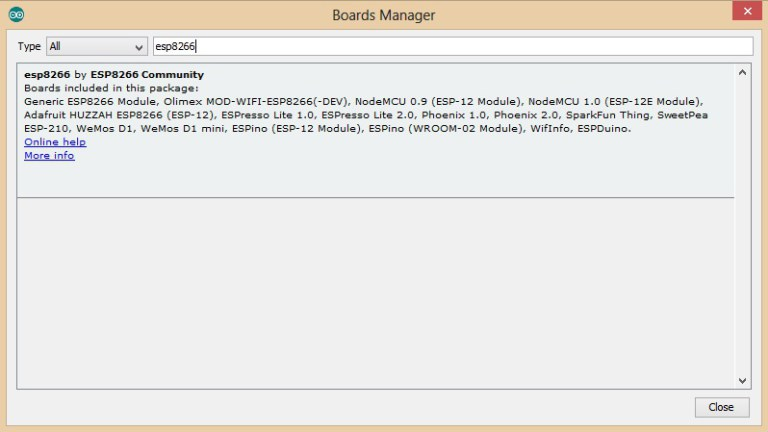 Boards Manager
Type All esp8266
esp8266 by ESP8266 Community
Boards included in this package:
Generic ESP8266 Module, Olimex MOD-WIFI-ESP8266(-DEV), NodeMCU 0.9 (ESP-12 Module), NodeMCU 1.0 (ESP-12E Module),
Adafruit HUZZAH ESP8266 (ESP-12), ESPresso Lite 1.0, ESPresso Lite 2.0, Phoenix 1.0, Phoenix 2.0, SparkFun Thing, SweetPea
ESP-210, WeMos D1, WeMos D1 mini, ESPino (ESP-12 Module), ESPino (WROOM-02 Module), WifInfo, ESPDuino.
Online help
More info
Close